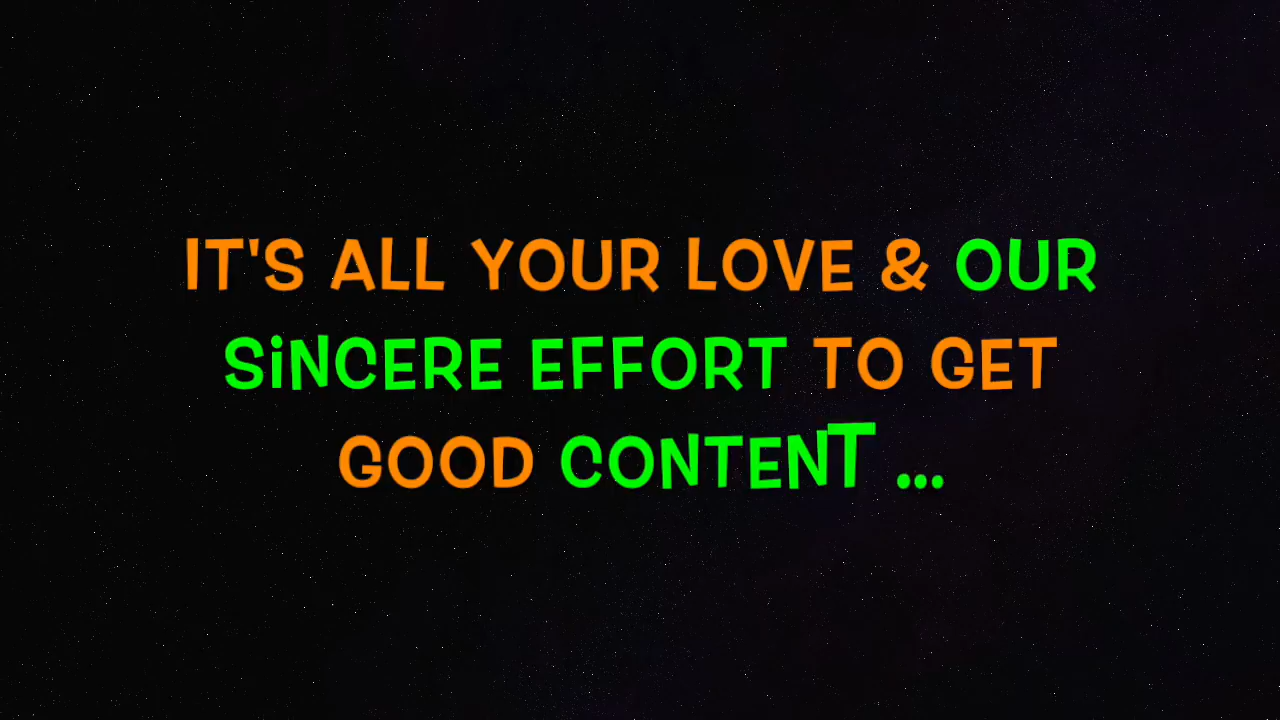 IT'S ALL YOUR LOVE & OUR
SiNCERE EFFORT TO GET
GOOD CONTENT ...